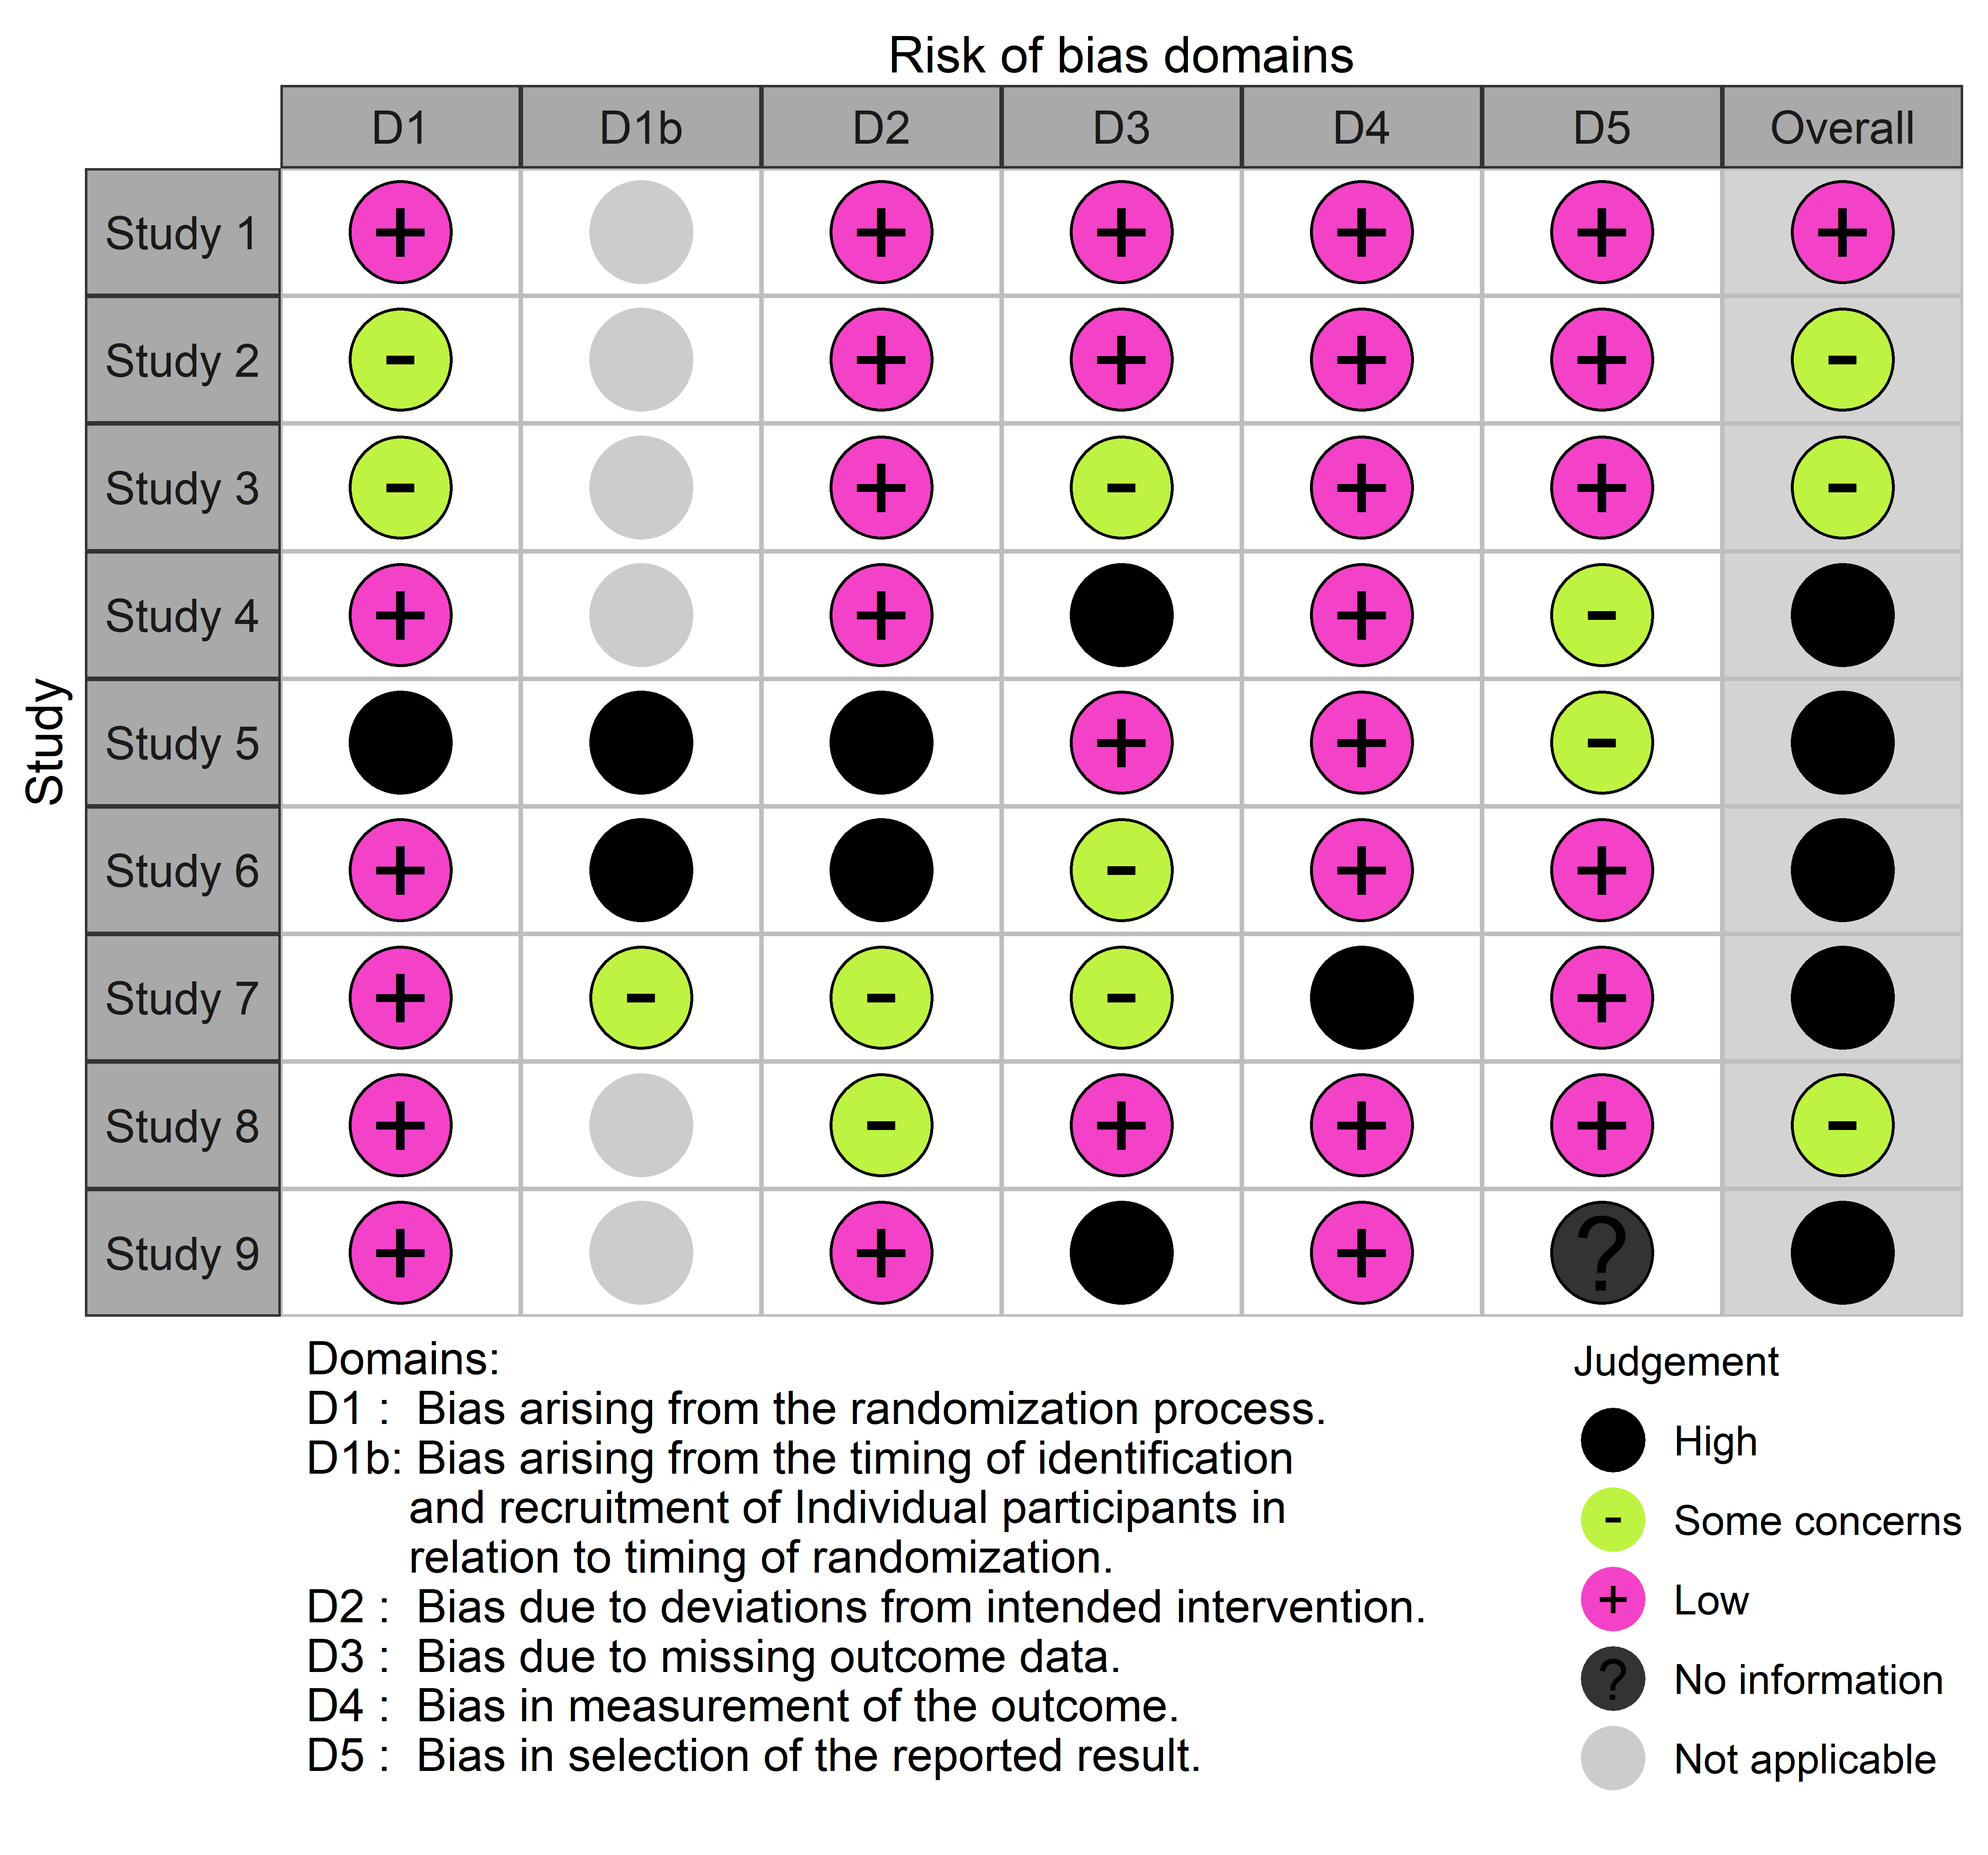 Risk of bias domains
D1 D1b D2 D3 D4 D5 Overall
Study
Study 1 + + + + + +
Study 2 - + + + + -
Study 3 - + - + + -
Study 4 + + + -
Study 5 + + -
Study 6 + - + +
Study 7 + - - - +
Study 8 + - + + + -
Study 9 + + + ?
Domains:
D1 : Bias arising from the randomization process.
D1b: Bias arising from the timing of identification
and recruitment of Individual participants in
relation to timing of randomization.
D2 : Bias due to deviations from intended intervention.
D3 : Bias due to missing outcome data.
D4 : Bias in measurement of the outcome.
D5 : Bias in selection of the reported result.
Judgement
High
- Some concerns
+ Low
? No information
Not applicable